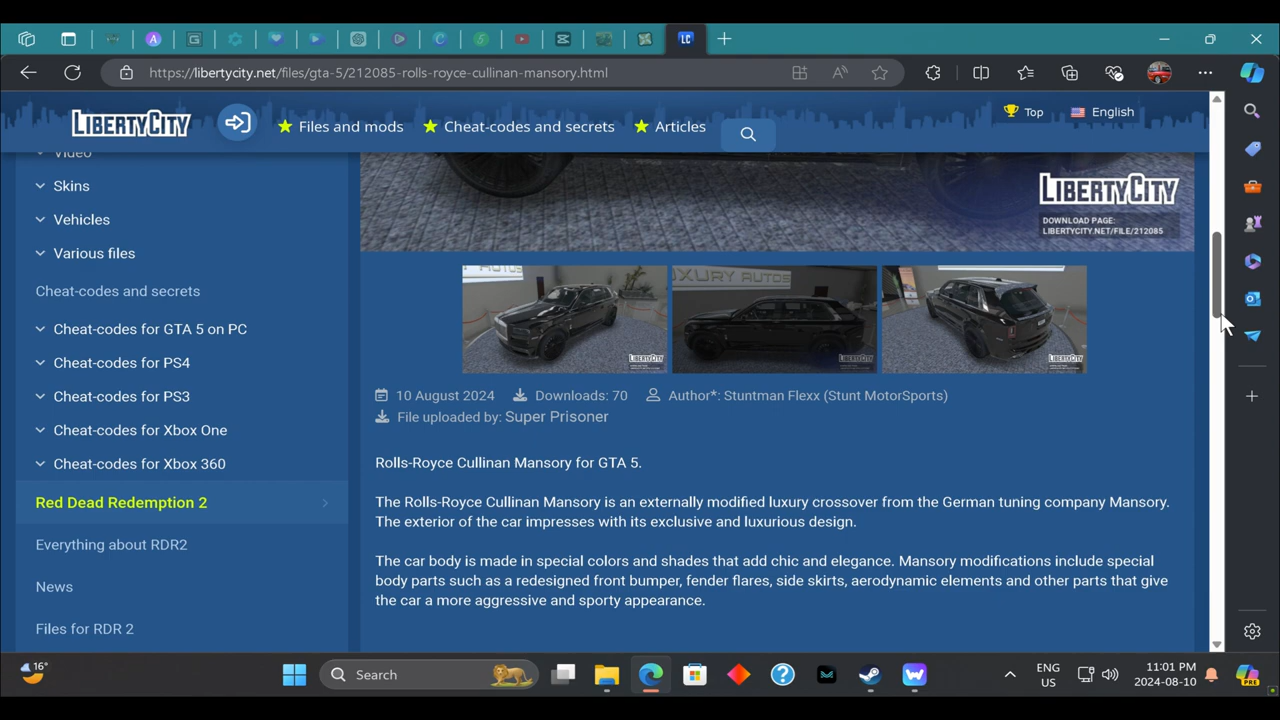 https://libertycity.net/files/gta-5/212085-rolls-royce-cullinan-mansory.html
LIBERTYCITY
Files and mods
Cheat-codes and secrets
Articles
Top
English
Video
Skins
Vehicles
Various files
Cheat-codes and secrets
Cheat-codes for GTA 5 on PC
Cheat-codes for PS4
Cheat-codes for PS3
Cheat-codes for Xbox One
Cheat-codes for Xbox 360
Red Dead Redemption 2
Everything about RDR2
News
Files for RDR 2
LIBERTYCITY
DOWNLOAD PAGE:
LIBERTYCITY.NET/FILE/212085
LUXURY AUTOS
LIBERTYCITY
LIBERTYCITY
LIBERTYCITY
10 August 2024 Downloads: 70 Author*: Stuntman Flexx (Stunt MotorSports)
File uploaded by: Super Prisoner
Rolls-Royce Cullinan Mansory for GTA 5.
The Rolls-Royce Cullinan Mansory is an externally modified luxury crossover from the German tuning company Mansory.
The exterior of the car impresses with its exclusive and luxurious design.
The car body is made in special colors and shades that add chic and elegance. Mansory modifications include special
body parts such as a redesigned front bumper, fender flares, side skirts, aerodynamic elements and other parts that give
the car a more aggressive and sporty appearance.
16°
Search
ENG
US
11:01 PM
2024-08-10
PRE